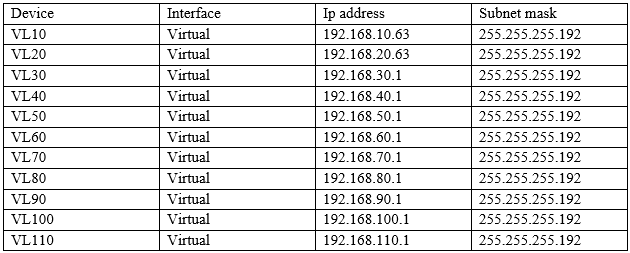 Device Interface Ip address Subnet mask
VL10 Virtual 192.168.10.63 255.255.255.192
VL20 Virtual 192.168.20.63 255.255.255.192
VL30 Virtual 192.168.30.1 255.255.255.192
VL40 Virtual 192.168.40.1 255.255.255.192
VL50 Virtual 192.168.50.1 255.255.255.192
VL60 Virtual 192.168.60.1 255.255.255.192
VL70 Virtual 192.168.70.1 255.255.255.192
VL80 Virtual 192.168.80.1 255.255.255.192
VL90 Virtual 192.168.90.1 255.255.255.192
VL100 Virtual 192.168.100.1 255.255.255.192
VL110 Virtual 192.168.110.1 255.255.255.192